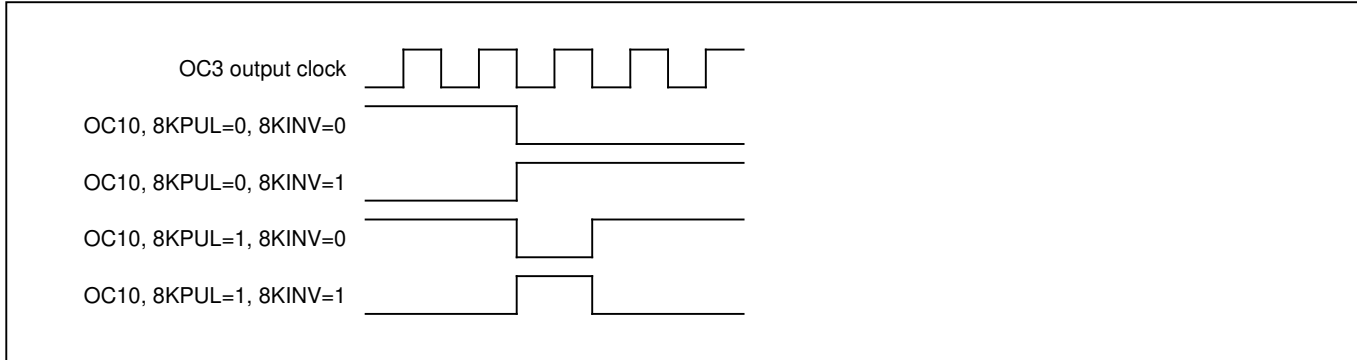 OC3 output clock
OC10, 8KPUL=0, 8KINV=0
OC10, 8KPUL=0, 8KINV=1
OC10, 8KPUL=1, 8KINV=0
OC10, 8KPUL=1, 8KINV=1